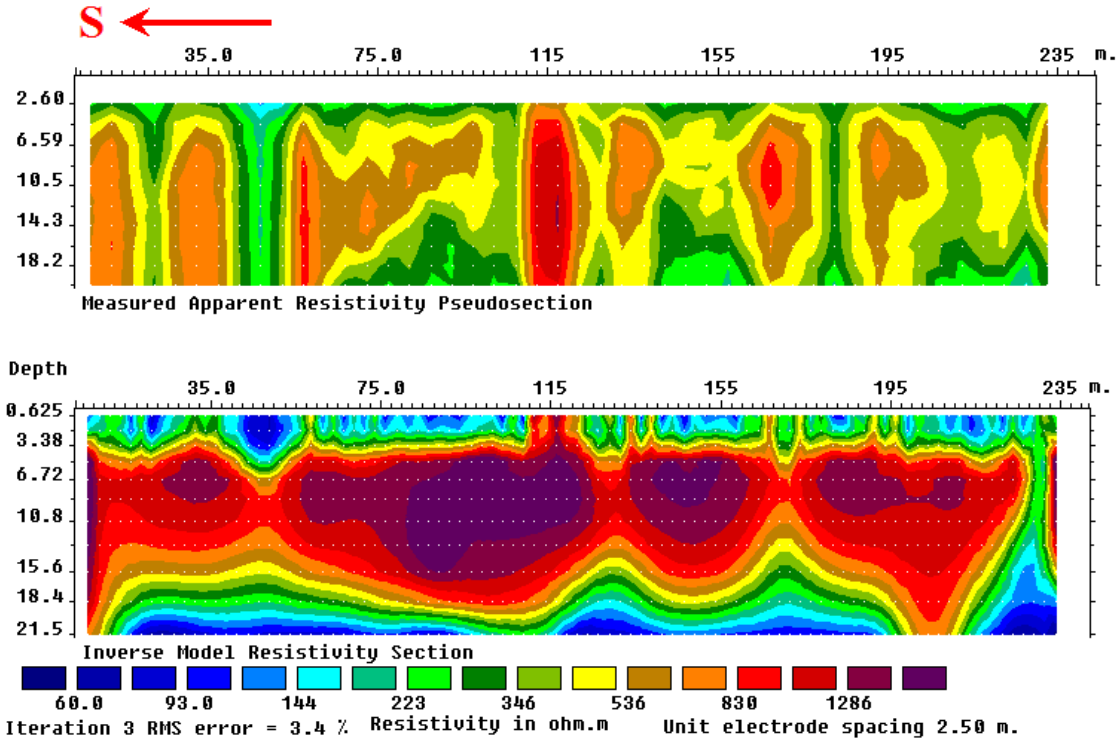 S
35.0 75.0 115 155 195 235 m.
2.60
6.59
10.5
14.3
18.2
Measured Apparent Resistivity Pseudosection
Depth
35.0 75.0 115 155 195 235 m.
0.625
3.38
6.72
10.8
15.6
18.4
21.5
Inverse Model Resistivity Section
60.0 93.0 144 223 346 536 830 1286
Iteration 3 RMS error = 3.4 % Resistivity in ohm.m Unit electrode spacing 2.50 m.